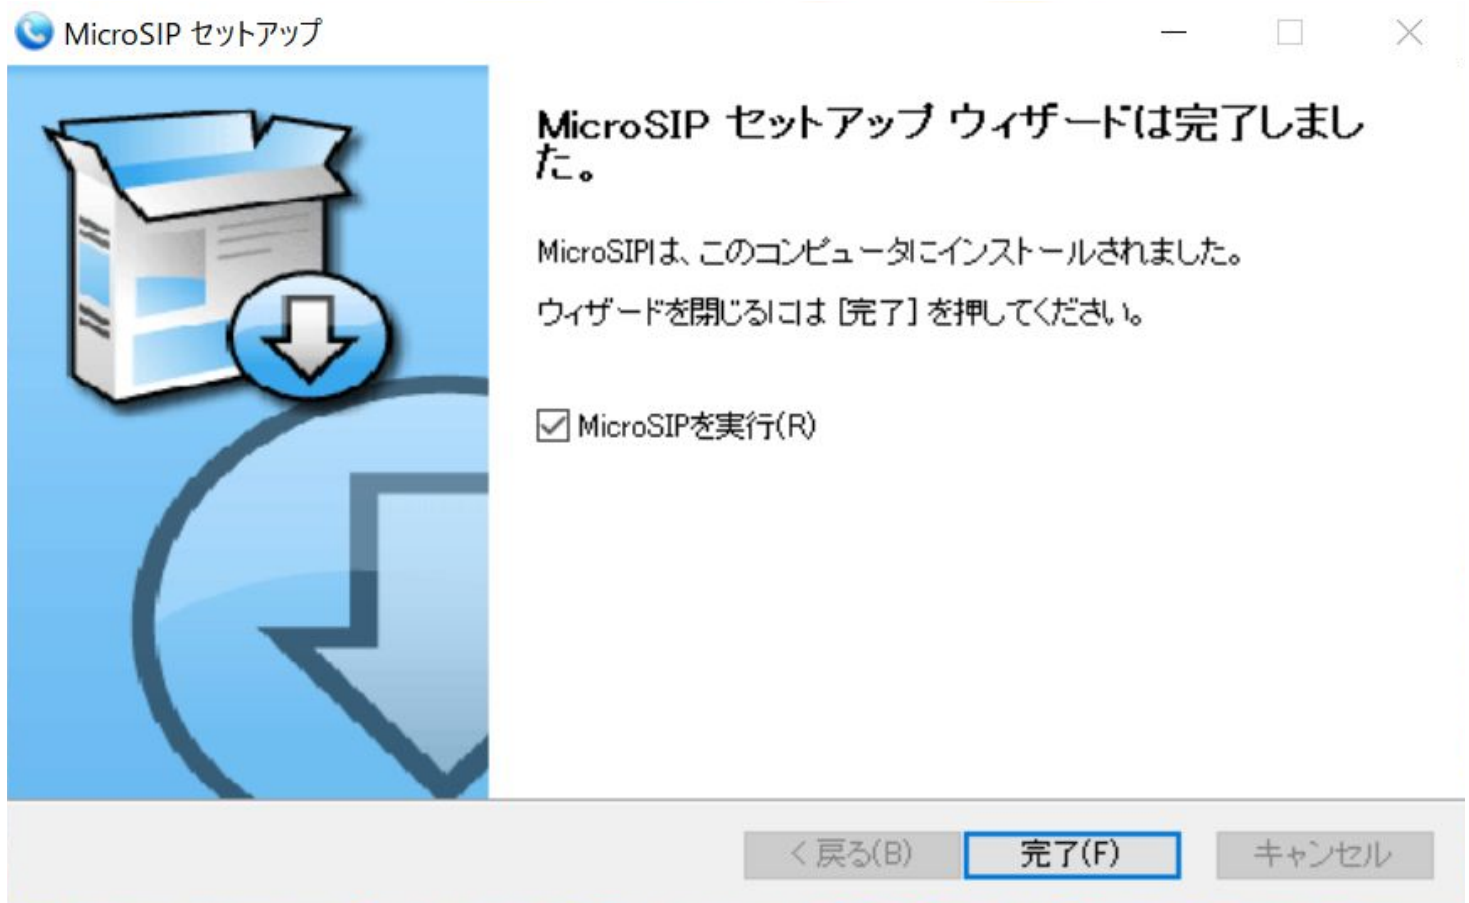 MicroSIP セットアップ
MicroSIP セットアップ ウィザードは完了しまし
た。
MicroSIPは、このコンピュータにインストールされました。
ウィザードを閉じるには [完了] を押してください。
MicroSIPを実行(R)
< 戻る(B) 完了(F) キャンセル